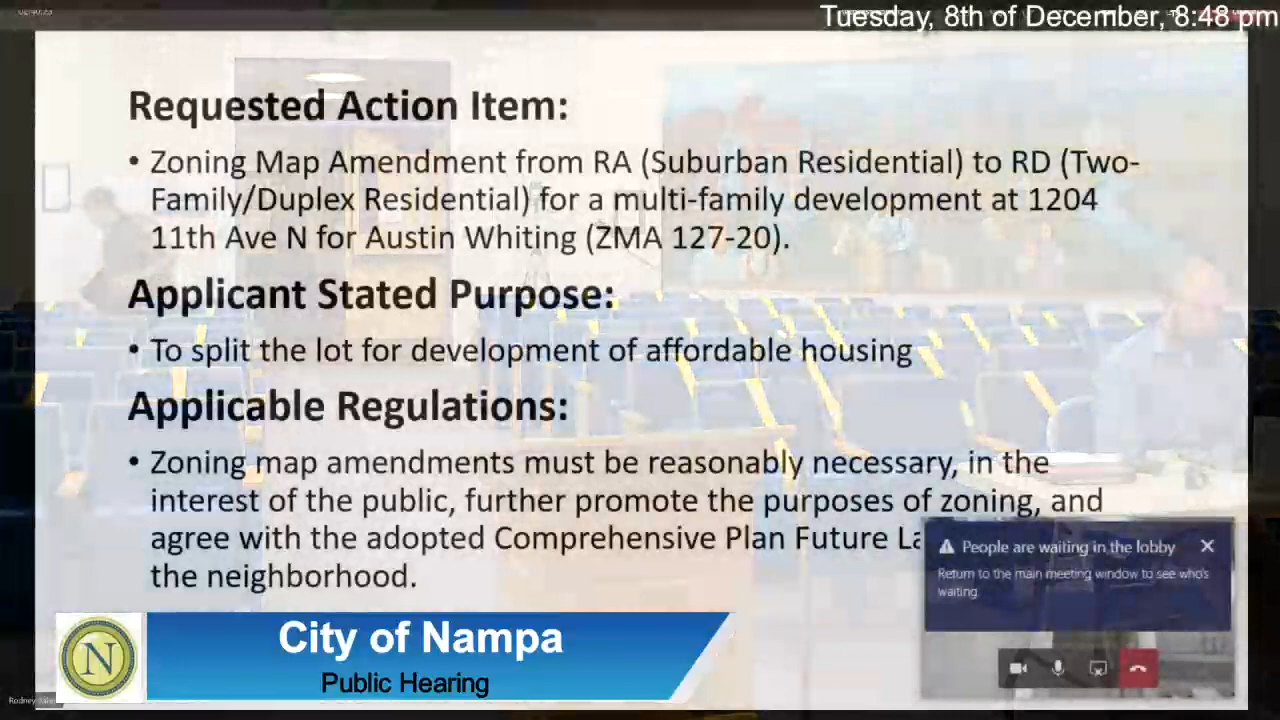 Tuesday, 8th of December, 8:48 pm
Requested Action Item:
• Zoning Map Amendment from RA (Suburban Residential) to RD (Two-
Family/Duplex Residential) for a multi-family development at 1204
11th Ave N for Austin Whiting (ZMA 127-20).
Applicant Stated Purpose:
• To split the lot for development of affordable housing
Applicable Regulations:
• Zoning map amendments must be reasonably necessary, in the
interest of the public, further promote the purposes of zoning, and
agree with the adopted Comprehensive Plan Future La
the neighborhood.
People are waiting in the lobby
Return to the main meeting window to see who's
waiting.
N
City of Nampa
Public Hearing
Rodney